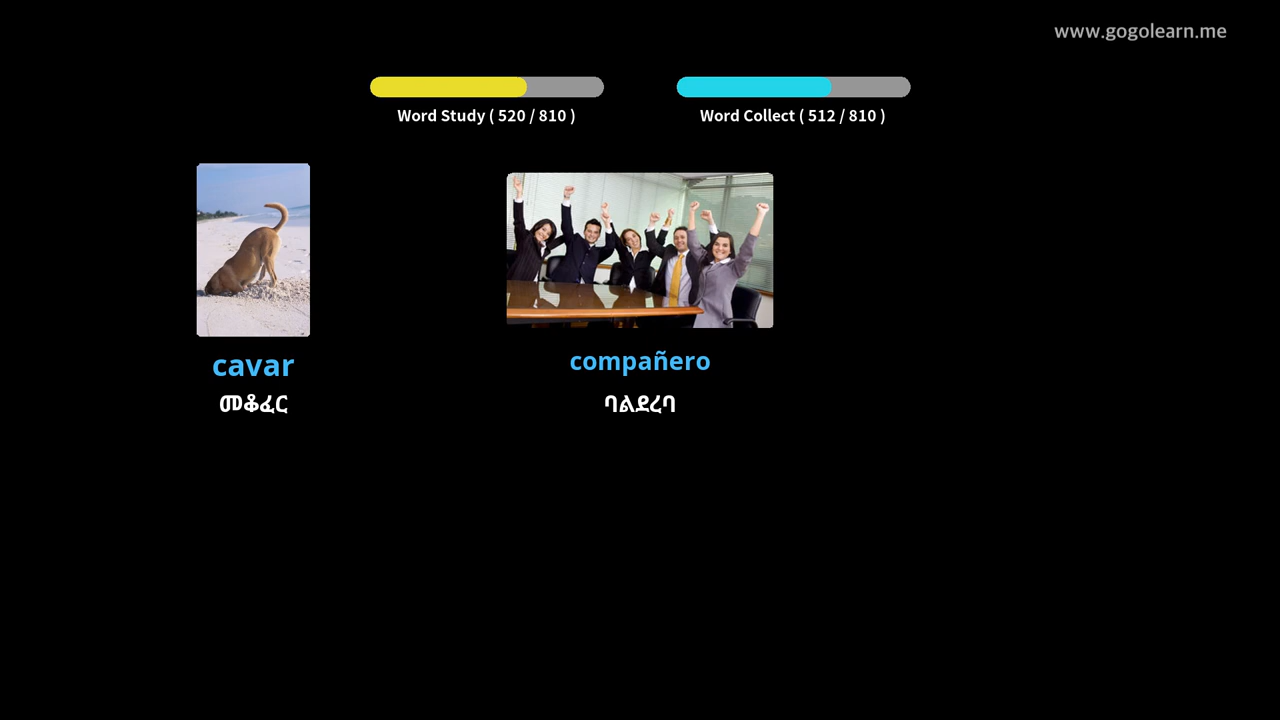 www.gogolearn.me
Word Study ( 520 / 810 )
Word Collect ( 512 / 810 )
cavar
መቆፈር
compañero
ባልደረባ